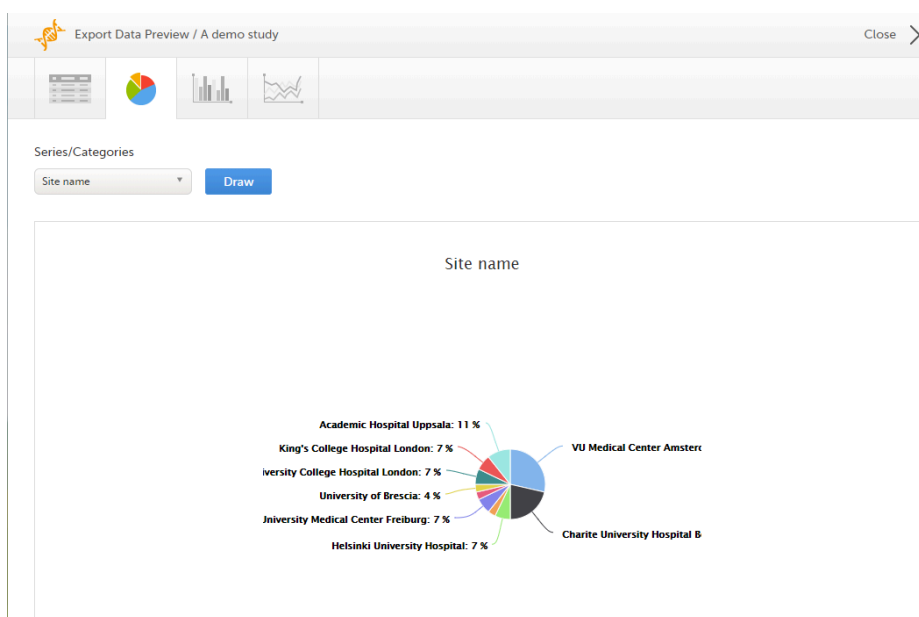 Export Data Preview / A demo study
Close
Series/Categories
Site name
Draw
Site name
Academic Hospital Uppsala: 11 %
King's College Hospital London: 7 %
iversity College Hospital London: 7 %
University of Brescia: 4 %
University Medical Center Freiburg: 7 %
Helsinki University Hospital: 7 %
VU Medical Center Amster
Charite University Hospital B